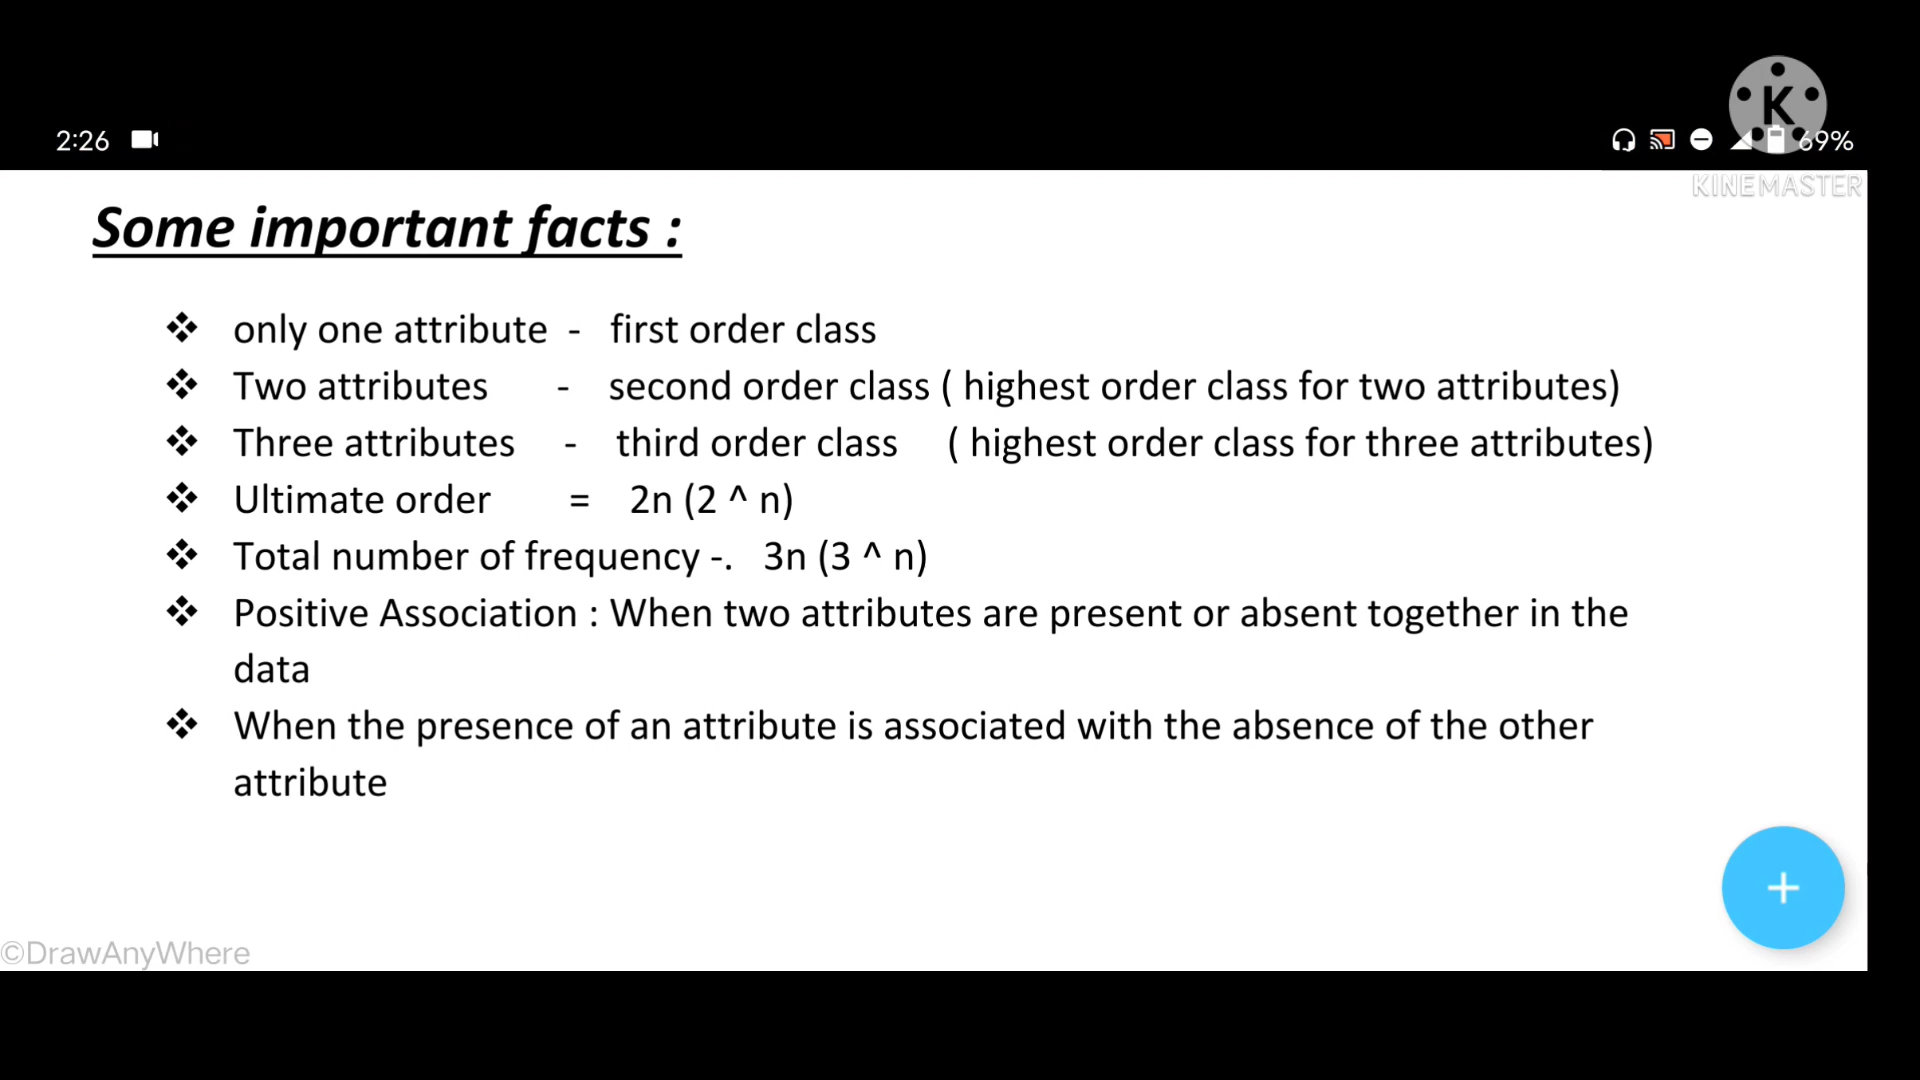 2:26
69%
K
KINEMASTER
Some important facts :
❖ only one attribute - first order class
❖ Two attributes - second order class ( highest order class for two attributes)
❖ Three attributes - third order class ( highest order class for three attributes)
❖ Ultimate order = 2n (2 ^ n)
❖ Total number of frequency -. 3n (3 ^ n)
❖ Positive Association : When two attributes are present or absent together in the
data
❖ When the presence of an attribute is associated with the absence of the other
attribute
+
©DrawAnyWhere